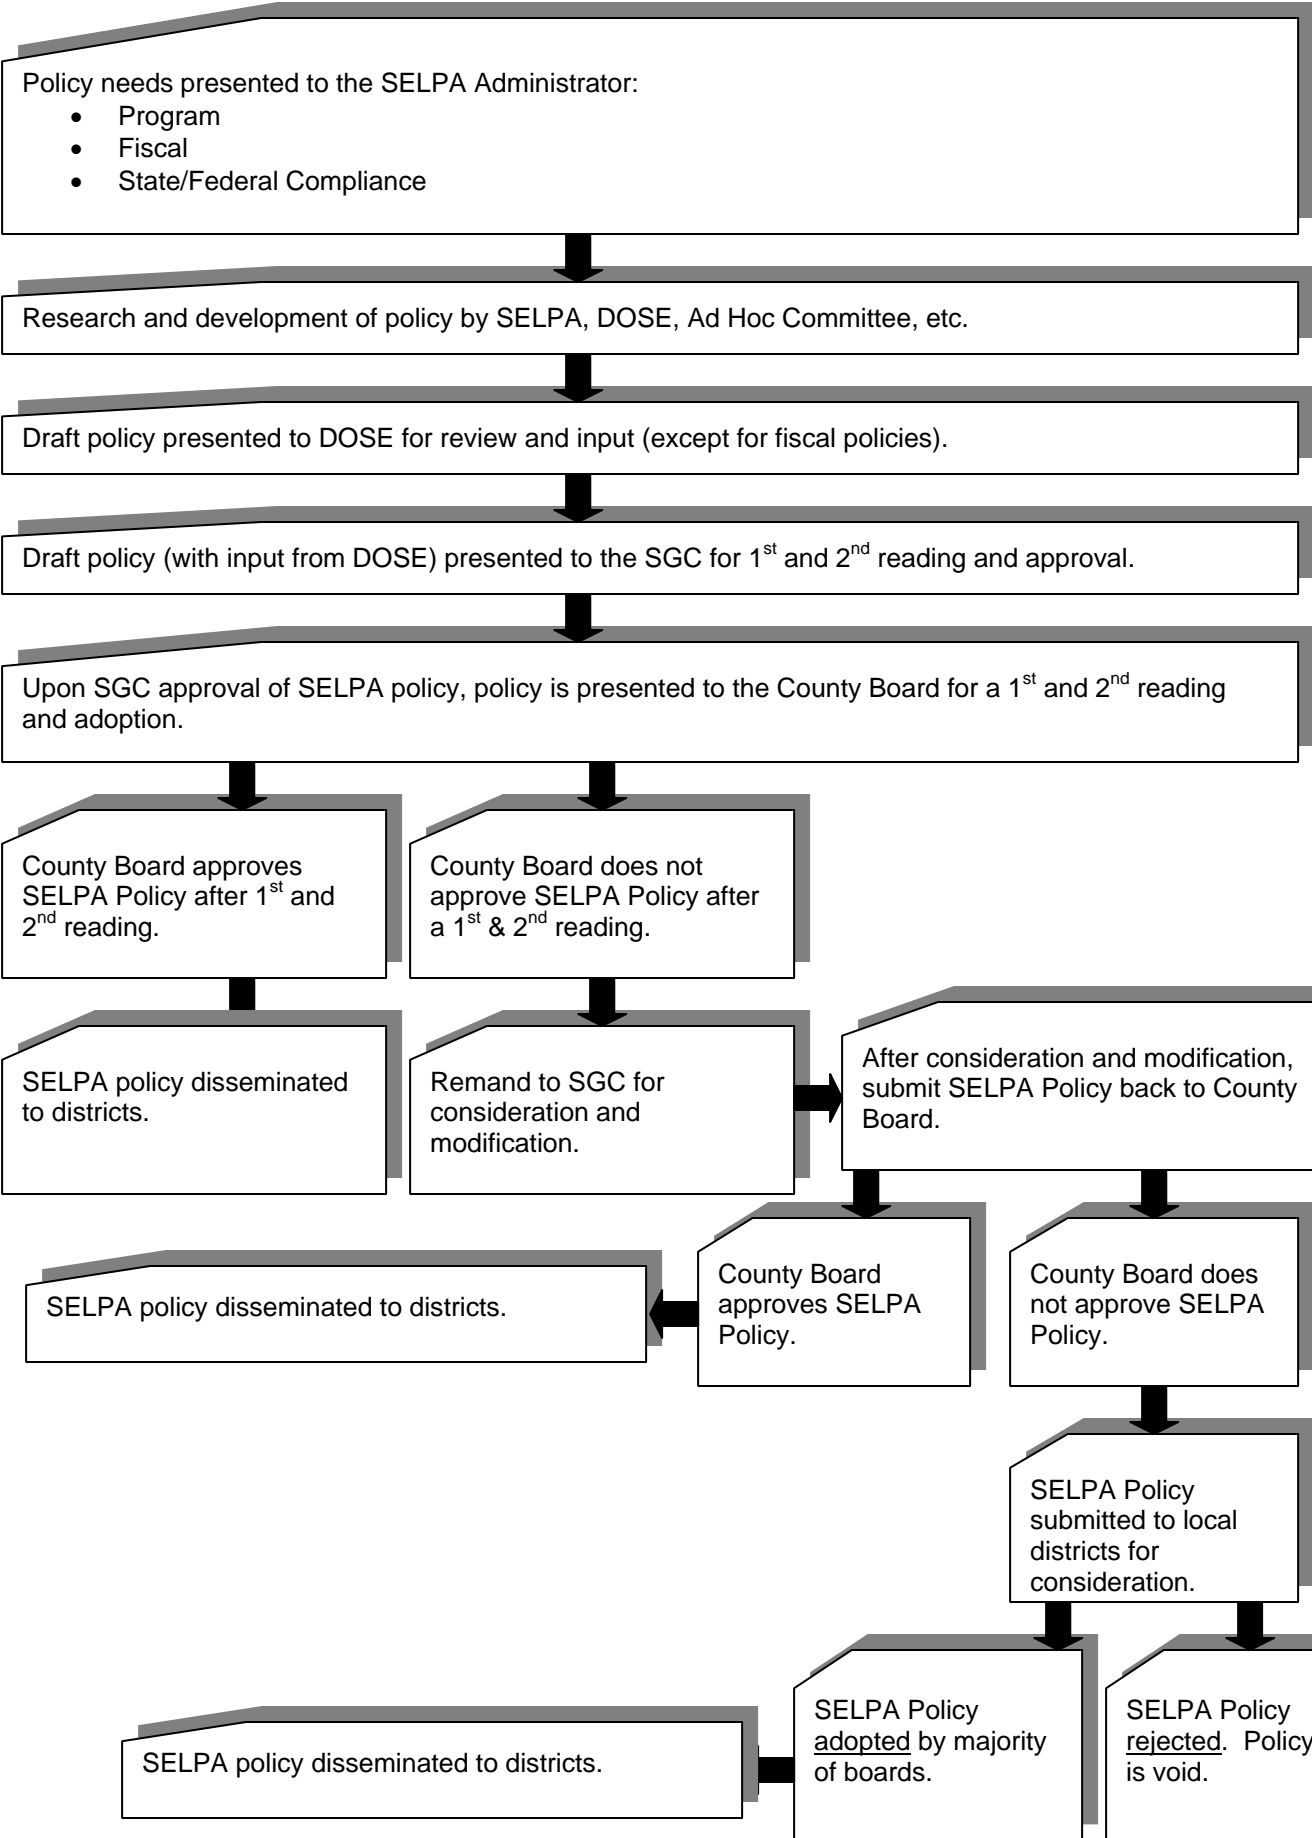 Policy needs presented to the SELPA Administrator:
• Program
• Fiscal
• State/Federal Compliance
Research and development of policy by SELPA, DOSE, Ad Hoc Committee, etc.
Draft policy presented to DOSE for review and input (except for fiscal policies).
Draft policy (with input from DOSE) presented to the SGC for 1st and 2nd reading and approval.
Upon SGC approval of SELPA policy, policy is presented to the County Board for a 1st and 2nd reading
and adoption.
County Board approves
SELPA Policy after 1st and
2nd reading.
County Board does not
approve SELPA Policy after
a 1st & 2nd reading.
SELPA policy disseminated
to districts.
Remand to SGC for
consideration and
modification.
After consideration and modification,
submit SELPA Policy back to County
Board.
SELPA policy disseminated to districts.
County Board
approves SELPA
Policy.
County Board does
not approve SELPA
Policy.
SELPA Policy
submitted to local
districts for
consideration.
SELPA policy disseminated to districts.
SELPA Policy
adopted by majority
of boards.
SELPA Policy
rejected.  Policy
is void.